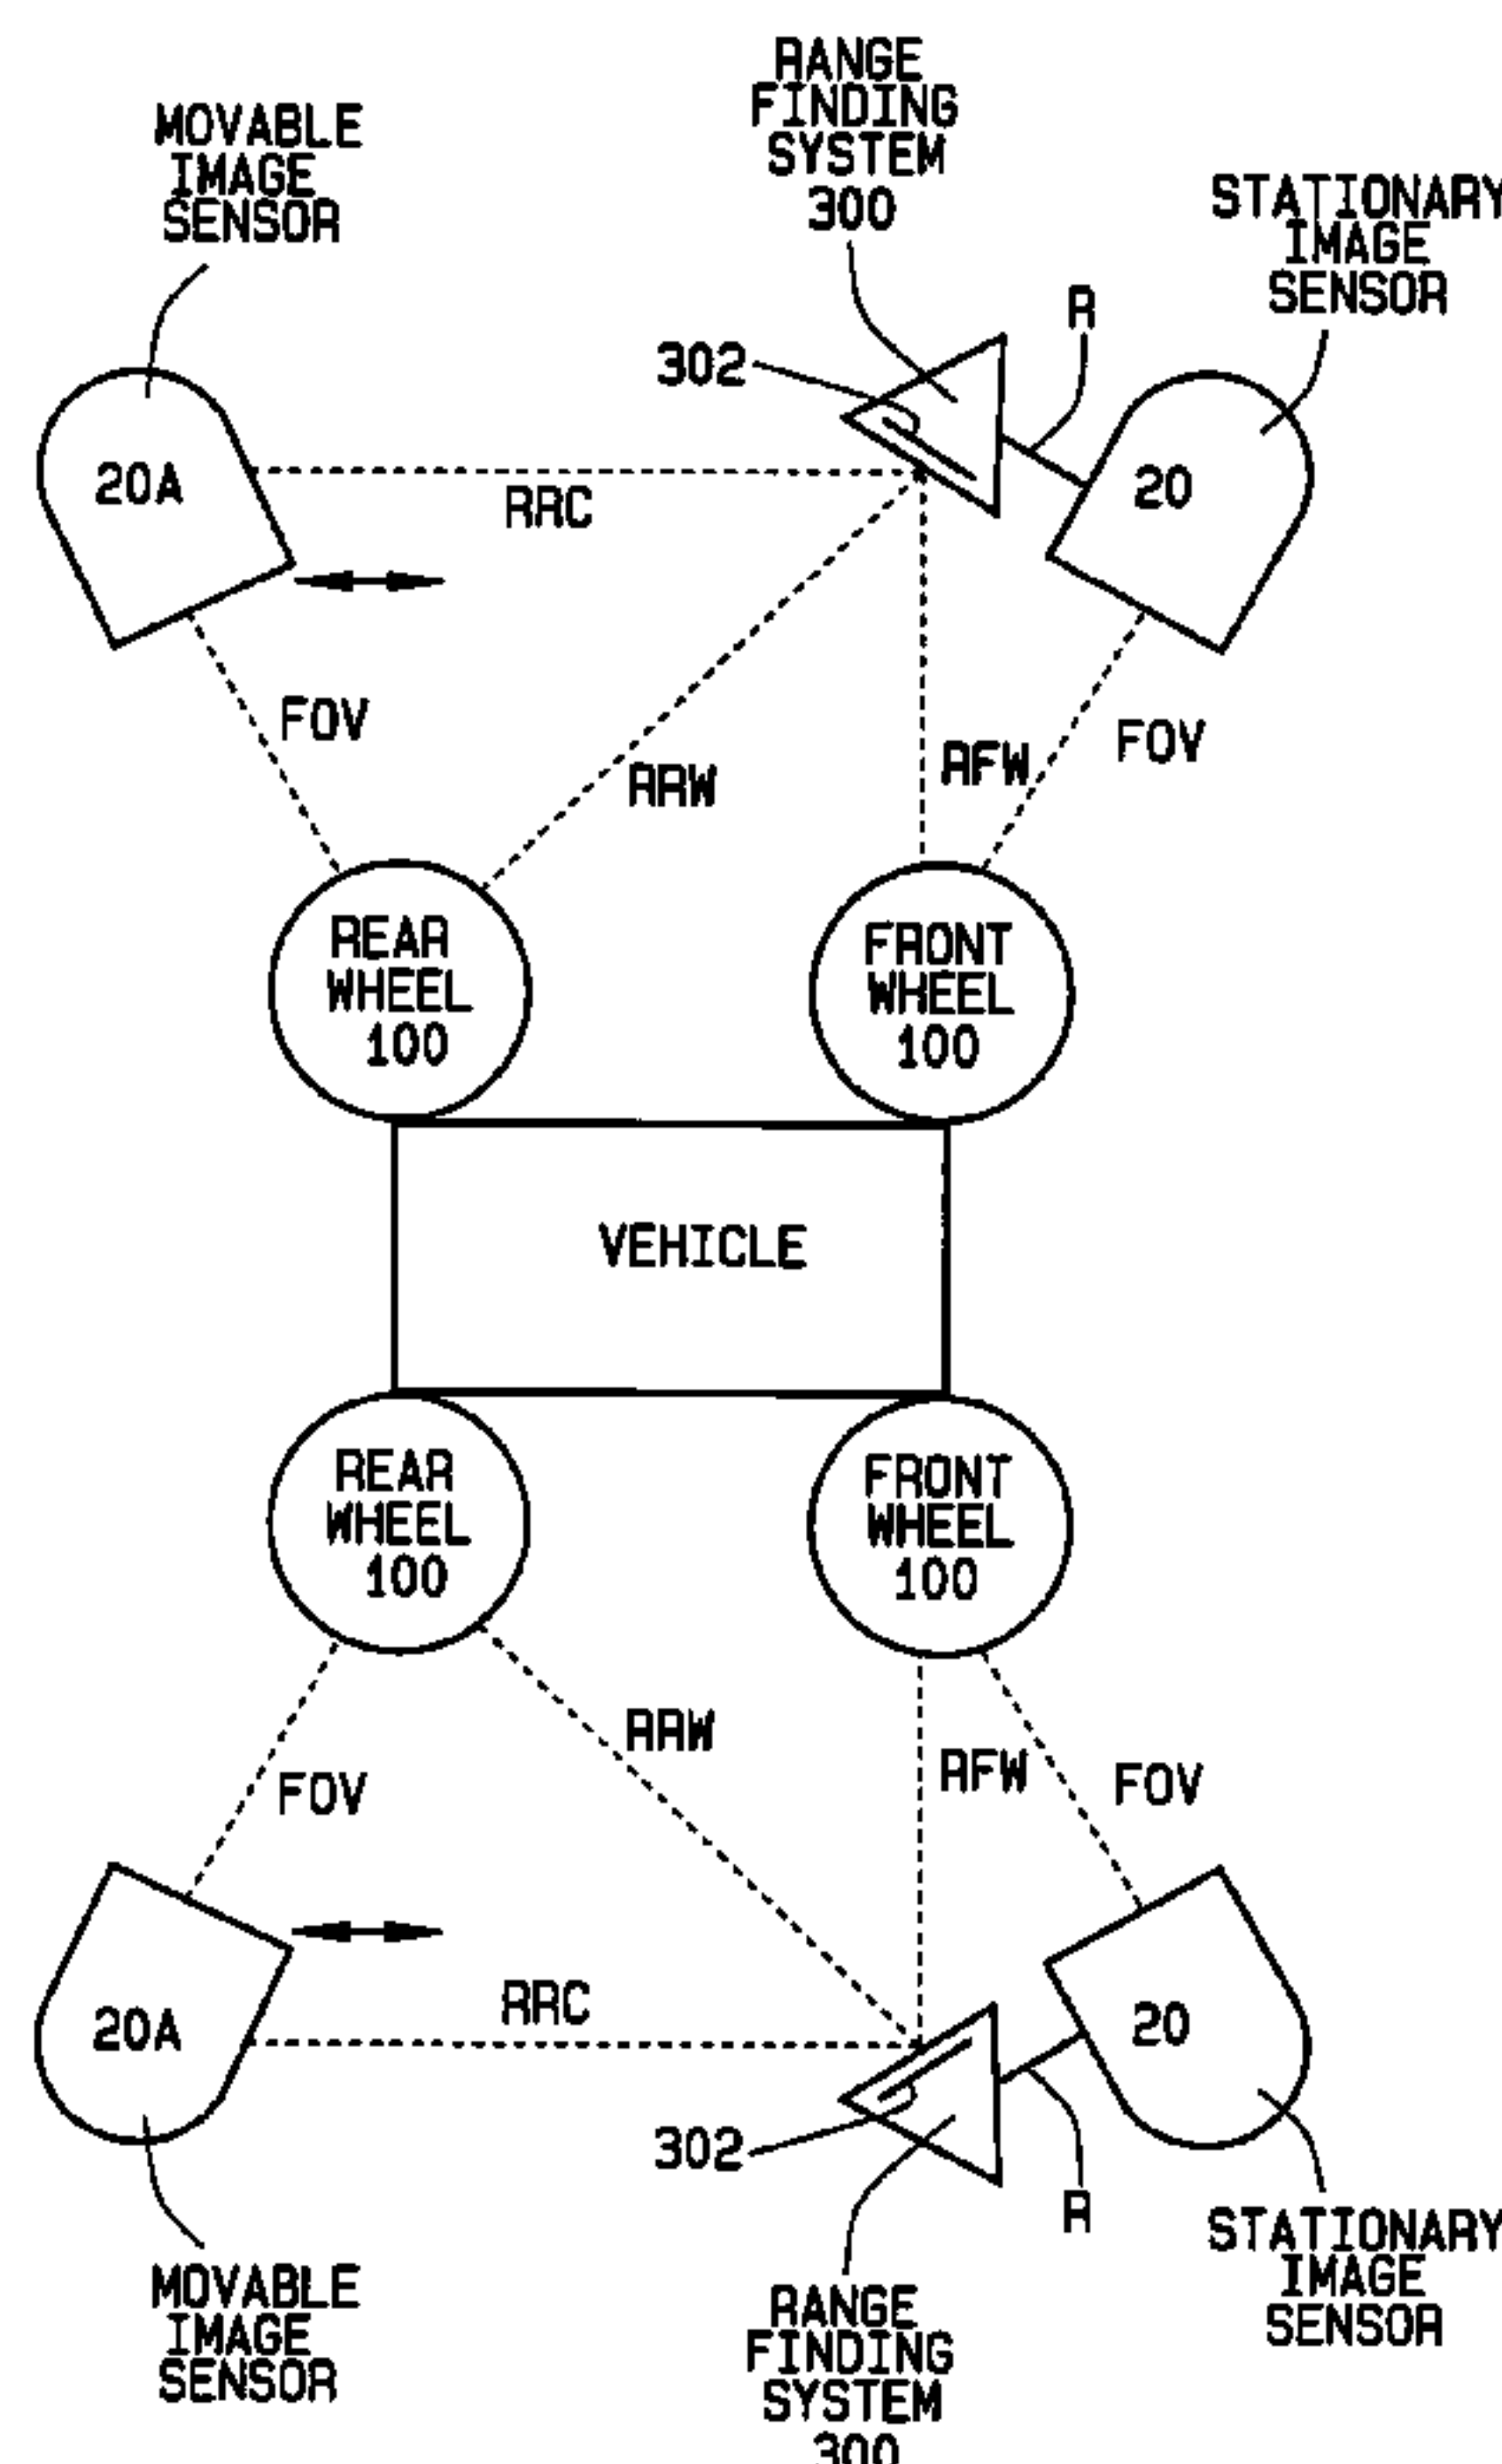 RANGE
FINDING
SYSTEM
300
MOVABLE
IMAGE
SENSOR
STATIONARY
IMAGE
SENSOR
R
302
20A
20
RRC
FOV
RRW
RFW
FOV
REAR
WHEEL
100
FRONT
WHEEL
100
VEHICLE
REAR
WHEEL
100
FRONT
WHEEL
100
RRW
RFW
FOV
FOV
RRC
20A
20
302
R
MOVABLE
IMAGE
SENSOR
RANGE
FINDING
SYSTEM
300
STATIONARY
IMAGE
SENSOR